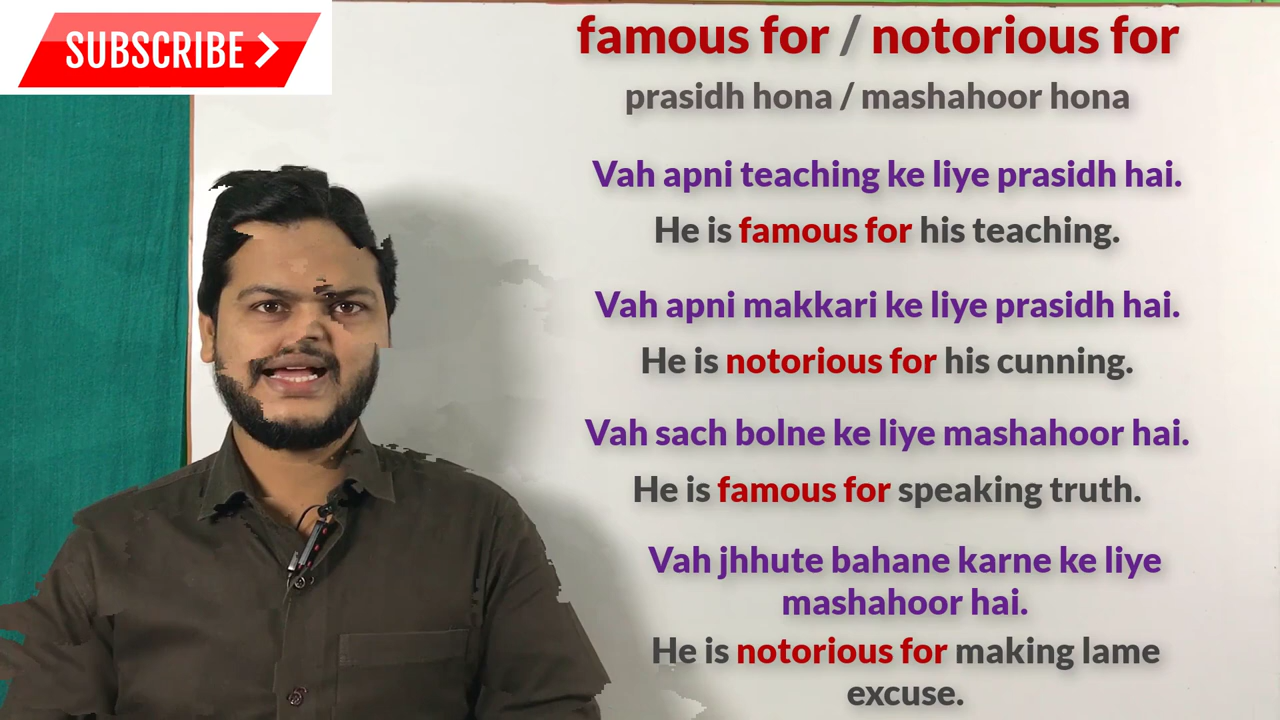 SUBSCRIBE
famous for / notorious for
prasidh hona / mashahoor hona
Vah apni teaching ke liye prasidh hai.
He is famous for his teaching.
Vah apni makkari ke liye prasidh hai.
He is notorious for his cunning.
Vah sach bolne ke liye mashahoor hai.
He is famous for speaking truth.
Vah jhhute bahane karne ke liye
mashahoor hai.
He is notorious for making lame
excuse.